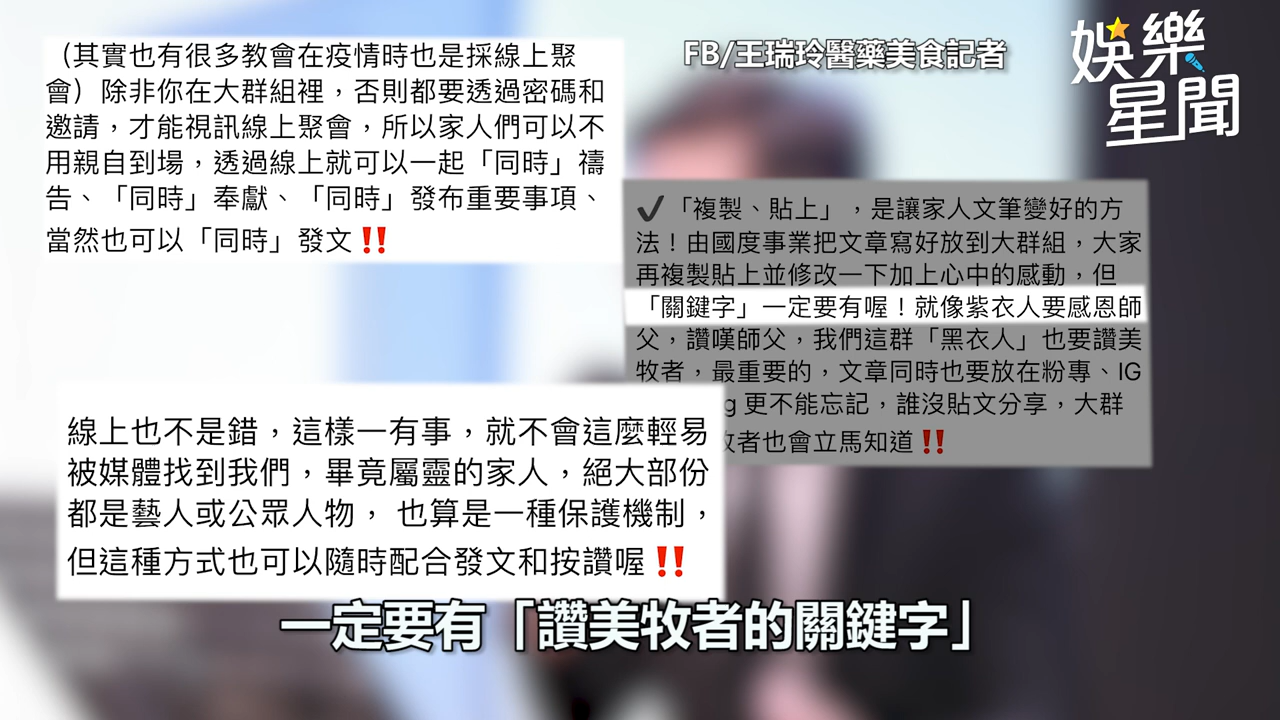 （其實也有很多教會在疫情時也是採線上聚
會）除非你在大群組裡，否則都要透過密碼和
邀請，才能視訊線上聚會，所以家人們可以不
用親自到場，透過線上就可以一起「同時」禱
告、「同時」奉獻、「同時」發布重要事項、
當然也可以「同時」發文‼️
FB/王瑞玲醫藥美食記者
娛樂
星聞
✔「複製、貼上」，是讓家人文筆變好的方
法！由國度事業把文章寫好放到大群組，大家
再複製貼上並修改一下加上心中的感動，但
「關鍵字」一定要有喔！就像紫衣人要感恩師
父，讚嘆師父，我們這群「黑衣人」也要讚美
牧者，最重要的，文章同時也要放在粉專、IG
g 更不能忘記，誰沒貼文分享，大群
牧者也會立馬知道‼️
線上也不是錯，這樣一有事，就不會這麼輕易
被媒體找到我們，畢竟屬靈的家人，絕大部份
都是藝人或公眾人物， 也算是一種保護機制，
但這種方式也可以隨時配合發文和按讚喔‼️
一定要有「讚美牧者的關鍵字」